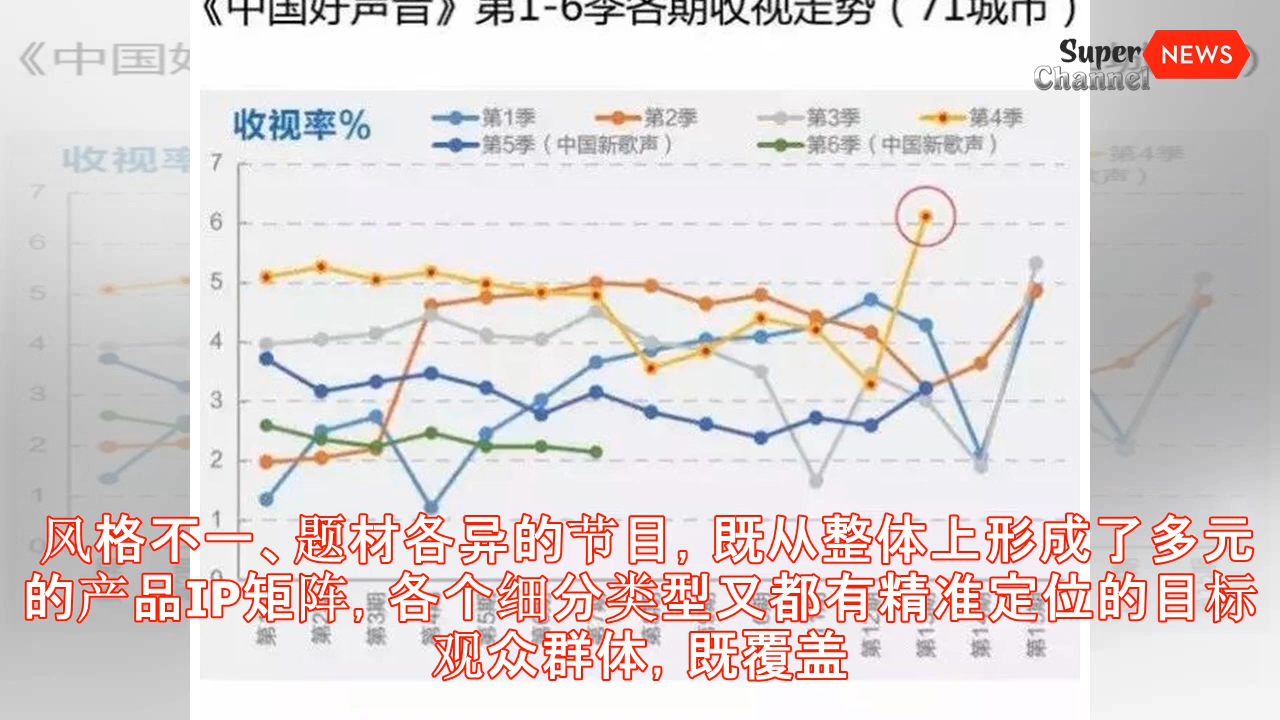 《中国好声音》第1-6季各期收视走势（71城市）
Super
Channel
NEWS
收视率%
第1季
第2季
第3季
第4季
第5季（中国新歌声）
第6季（中国新歌声）
7
6
5
4
3
2
1
0
风格不一、题材各异的节目, 既从整体上形成了多元
的产品IP矩阵, 各个细分类型又都有精准定位的目标
观众群体, 既覆盖